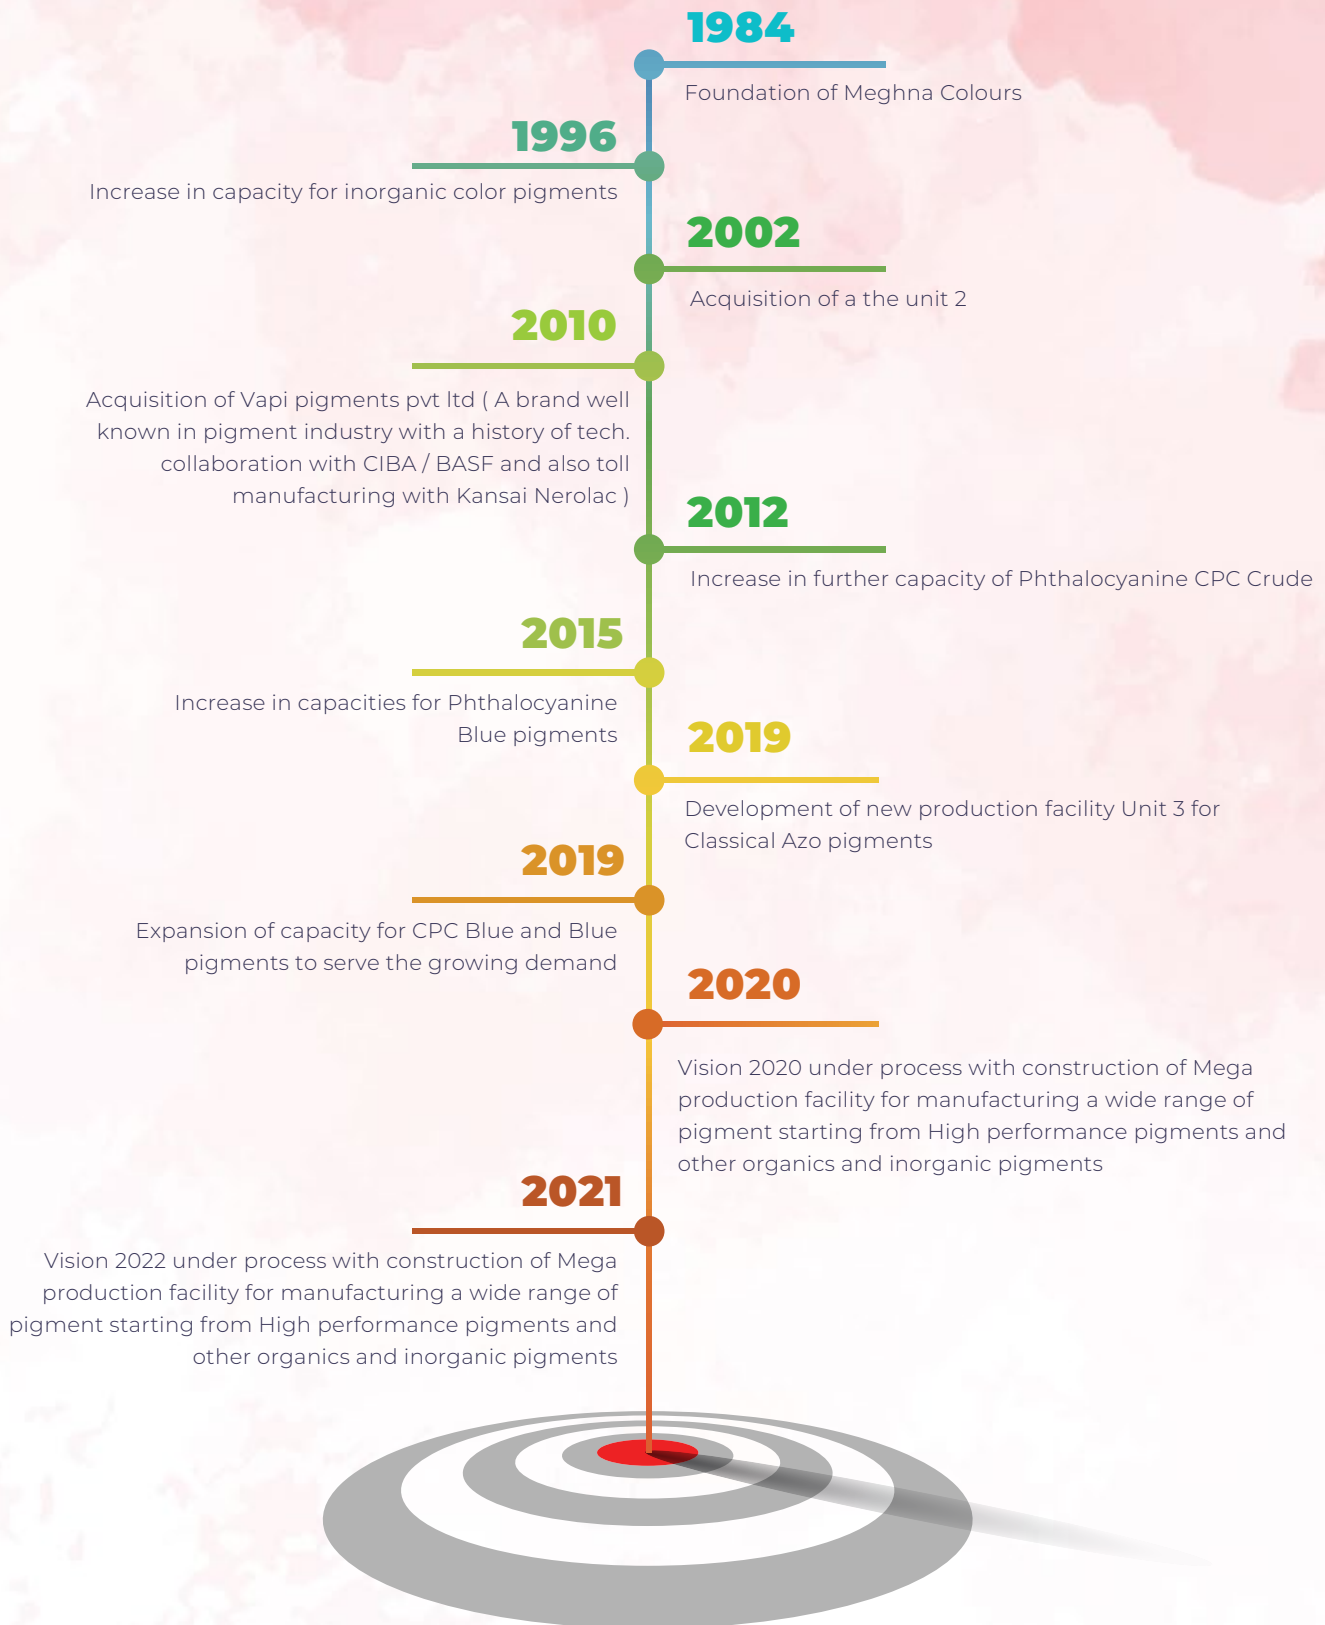 1984
Foundation of Meghna Colours
1996
Increase in capacity for inorganic color pigments
2002
Acquisition of a the unit 2
2010
Acquisition of Vapi pigments pvt ltd ( A brand well
known in pigment industry with a history of tech.
collaboration with CIBA / BASF and also toll
manufacturing with Kansai Nerolac )
2012
Increase in further capacity of Phthalocyanine CPC Crude
2015
Increase in capacities for Phthalocyanine
Blue pigments
2019
Development of new production facility Unit 3 for
Classical Azo pigments
2019
Expansion of capacity for CPC Blue and Blue
pigments to serve the growing demand
2020
Vision 2020 under process with construction of Mega
production facility for manufacturing a wide range of
pigment starting from High performance pigments and
other organics and inorganic pigments
2021
Vision 2022 under process with construction of Mega
production facility for manufacturing a wide range of
pigment starting from High performance pigments and
other organics and inorganic pigments